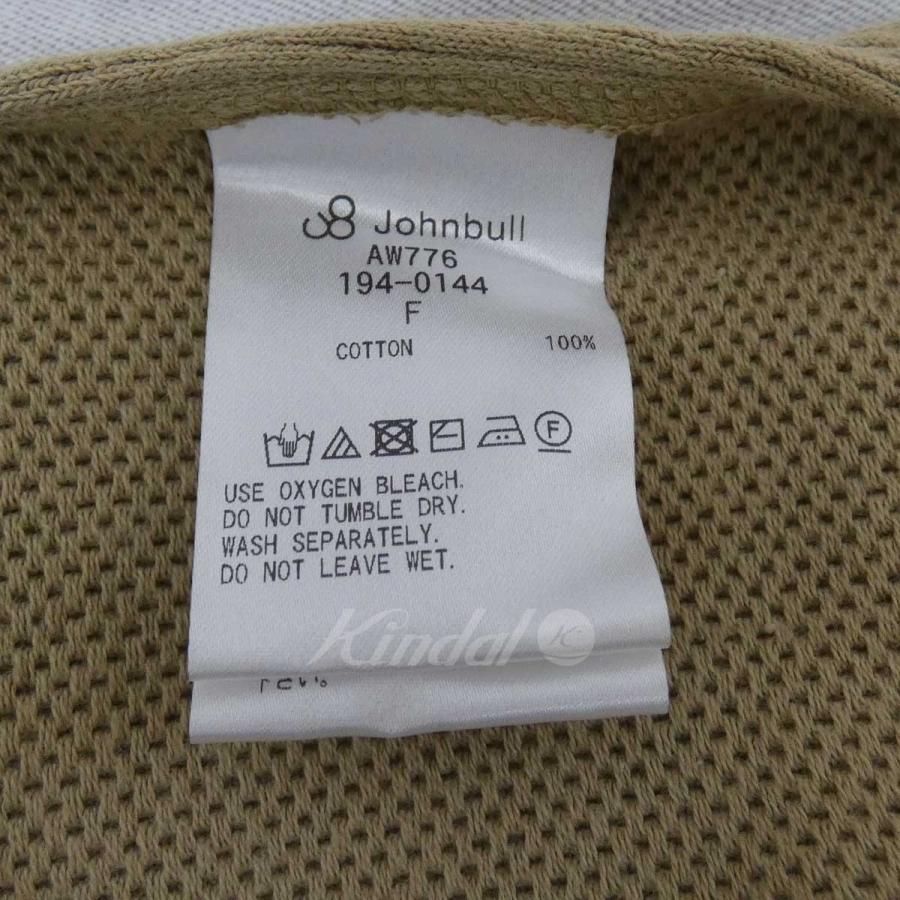 Johnbull
AW776
194-0144
F
COTTON 100%
F
USE OXYGEN BLEACH.
DO NOT TUMBLE DRY.
WASH SEPARATELY.
DO NOT LEAVE WET.
Kindal K